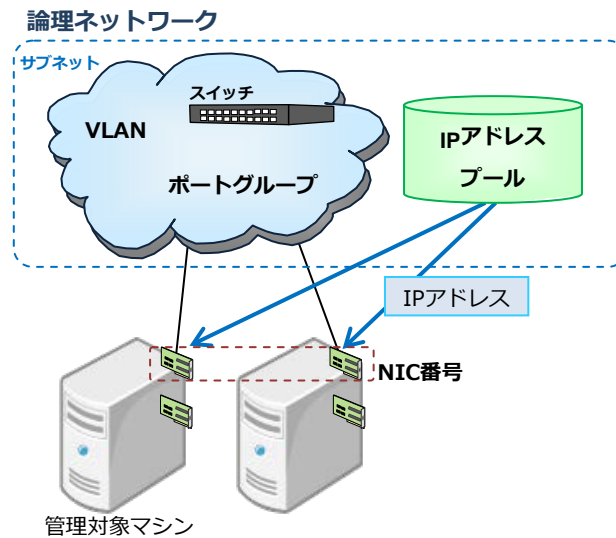 論理ネットワーク
サブネット
スイッチ
VLAN
ポートグループ
IPアドレス
プール
IPアドレス
NIC番号
管理対象マシン